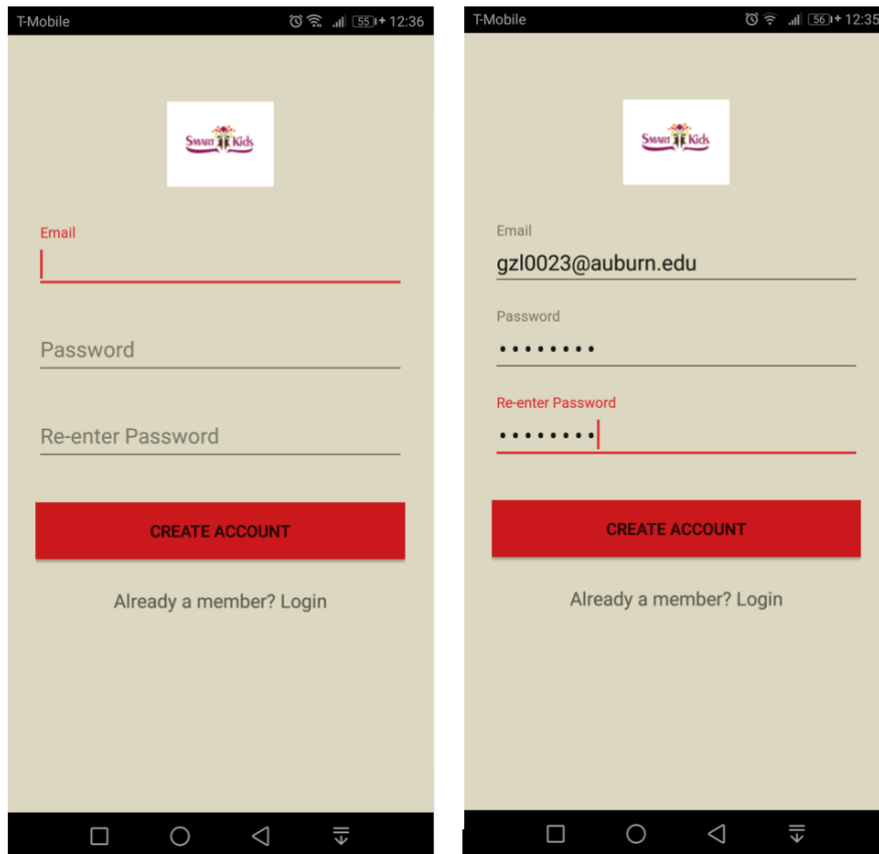 T-Mobile 55 12:36
SMART Kids
Email
Password
Re-enter Password
CREATE ACCOUNT
Already a member? Login
T-Mobile 56 12:35
SMART Kids
Email
gzl0023@auburn.edu
Password
••••••••
Re-enter Password
••••••••
CREATE ACCOUNT
Already a member? Login